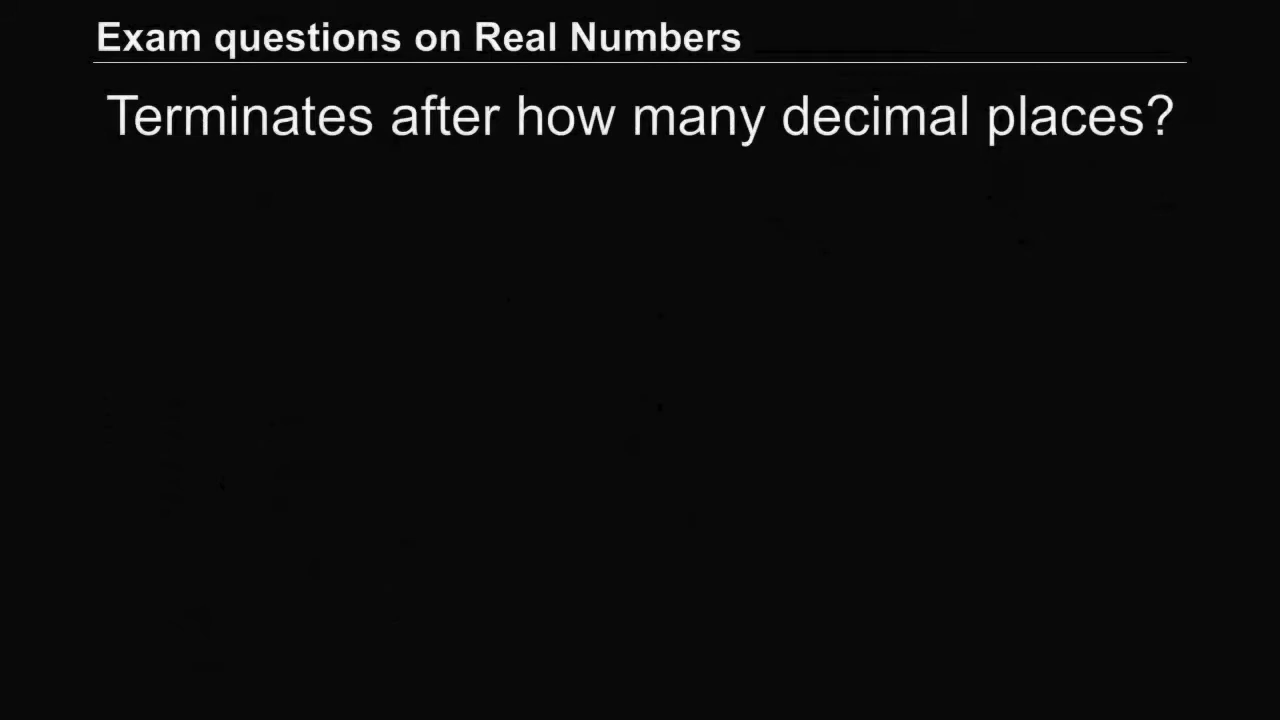 Exam questions on Real Numbers
Terminates after how many decimal places?